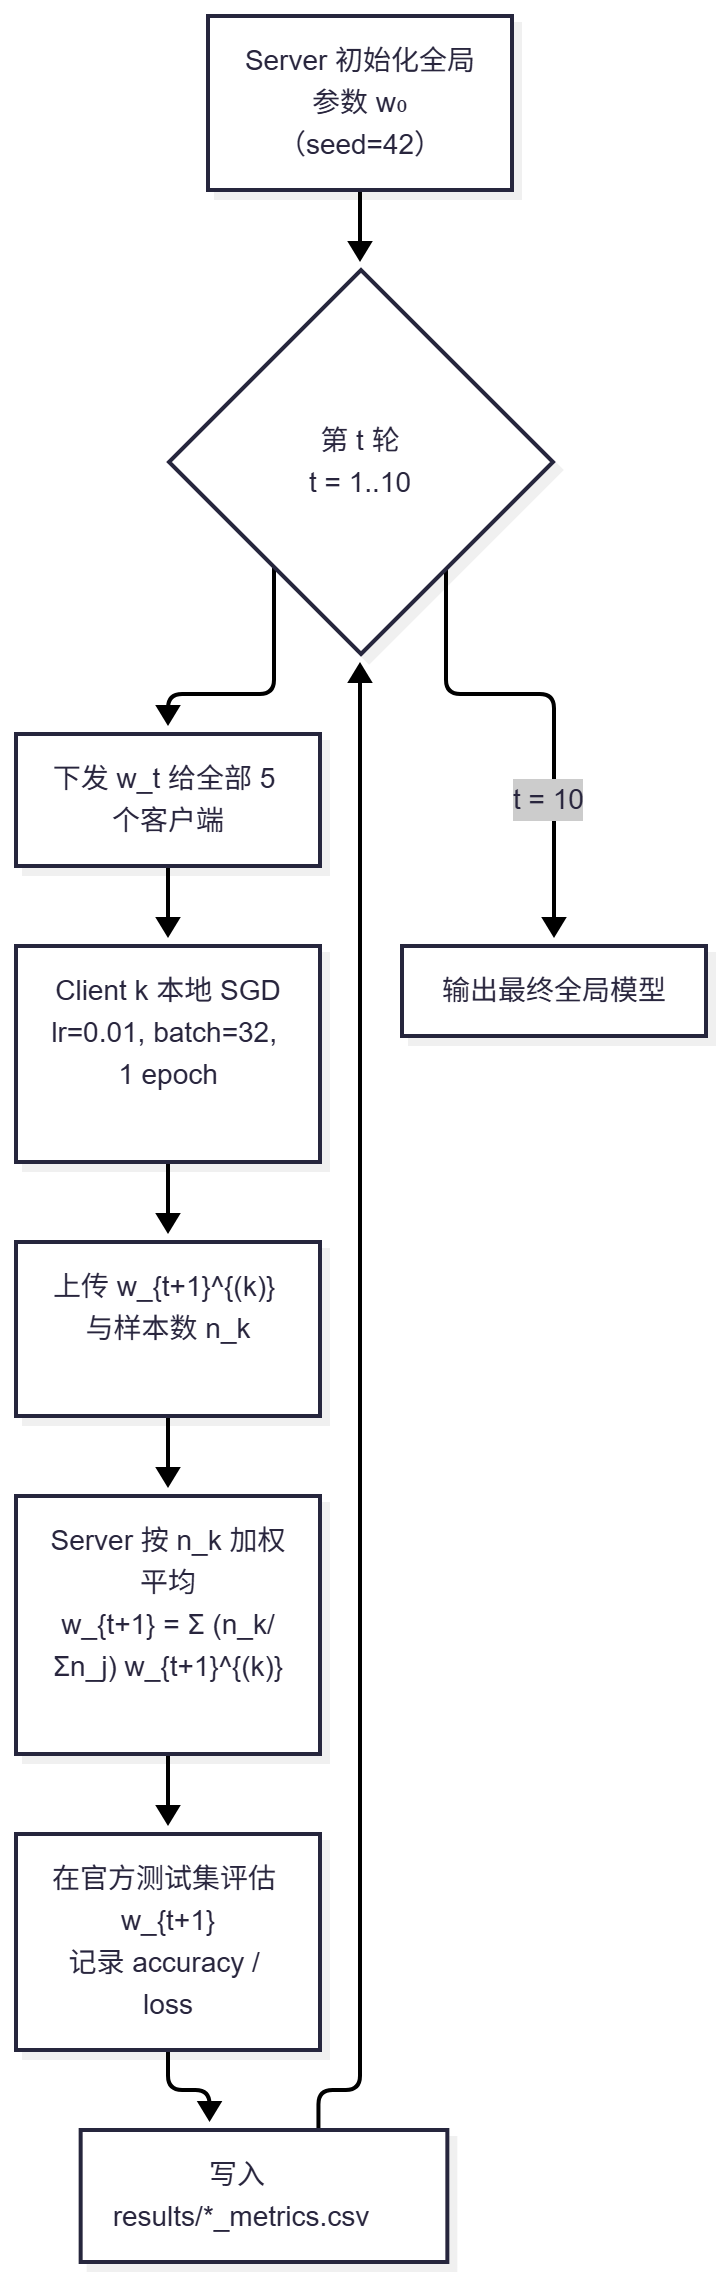 Server 初始化全局
参数 w₀
（seed=42）
第 t 轮
t = 1..10
下发 w_t 给全部 5
个客户端
t = 10
Client k 本地 SGD
lr=0.01, batch=32,
1 epoch
输出最终全局模型
上传 w_{t+1}^{(k)}
与样本数 n_k
Server 按 n_k 加权
平均
w_{t+1} = Σ (n_k/
Σn_j) w_{t+1}^{(k)}
在官方测试集评估
w_{t+1}
记录 accuracy /
loss
写入
results/*_metrics.csv